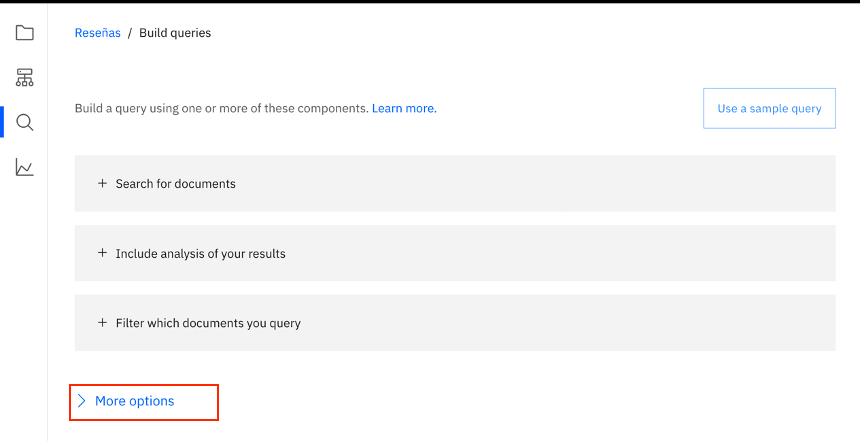 Reseñas / Build queries
Build a query using one or more of these components. Learn more.
Use a sample query
+ Search for documents
+ Include analysis of your results
+ Filter which documents you query
More options